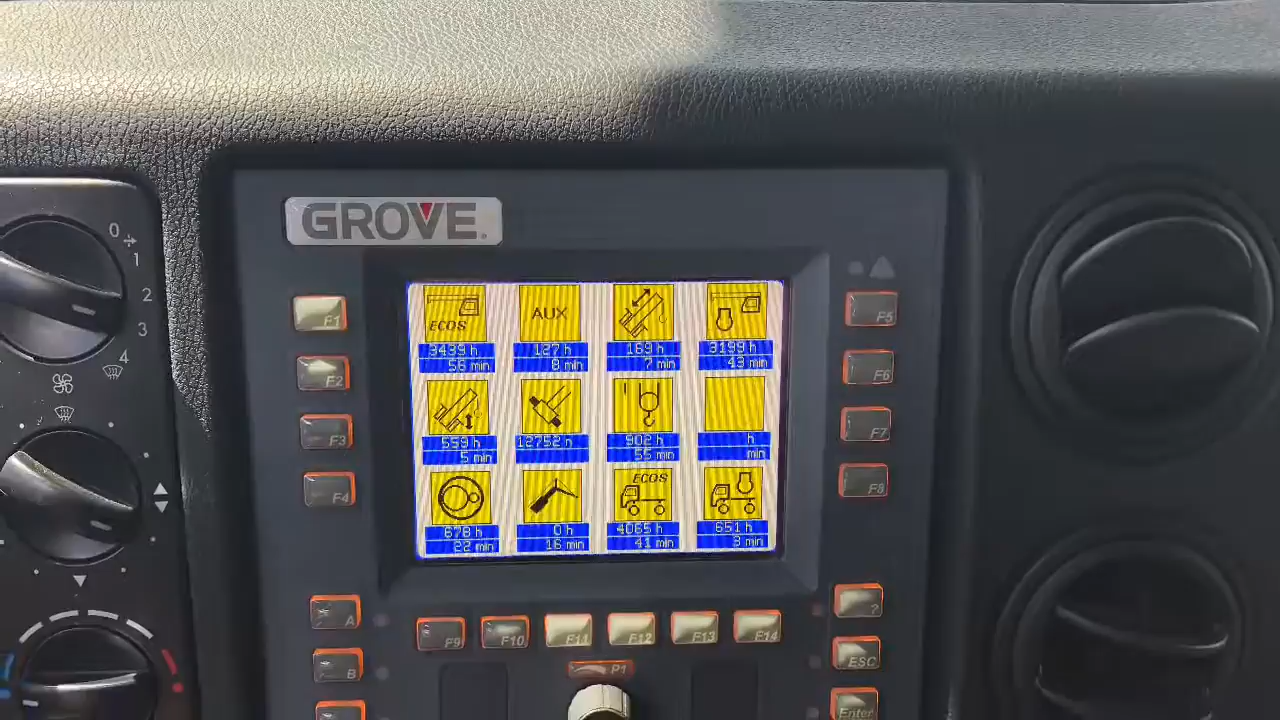 GROVE
0
1
2
3
4
F1
F2
F3
F4
F5
F6
F7
F8
ECOS
AUX
3439 h
56 min
127 h
8 min
169 h
7 min
3199 h
43 min
559 h
5 min
12752 h
902 h
55 min
h
min
678 h
22 min
0 h
16 min
ECOS
4065 h
41 min
651 h
3 min
A
B
F9
F10
F11
F12
F13
F14
?
ESC
Enter
P1